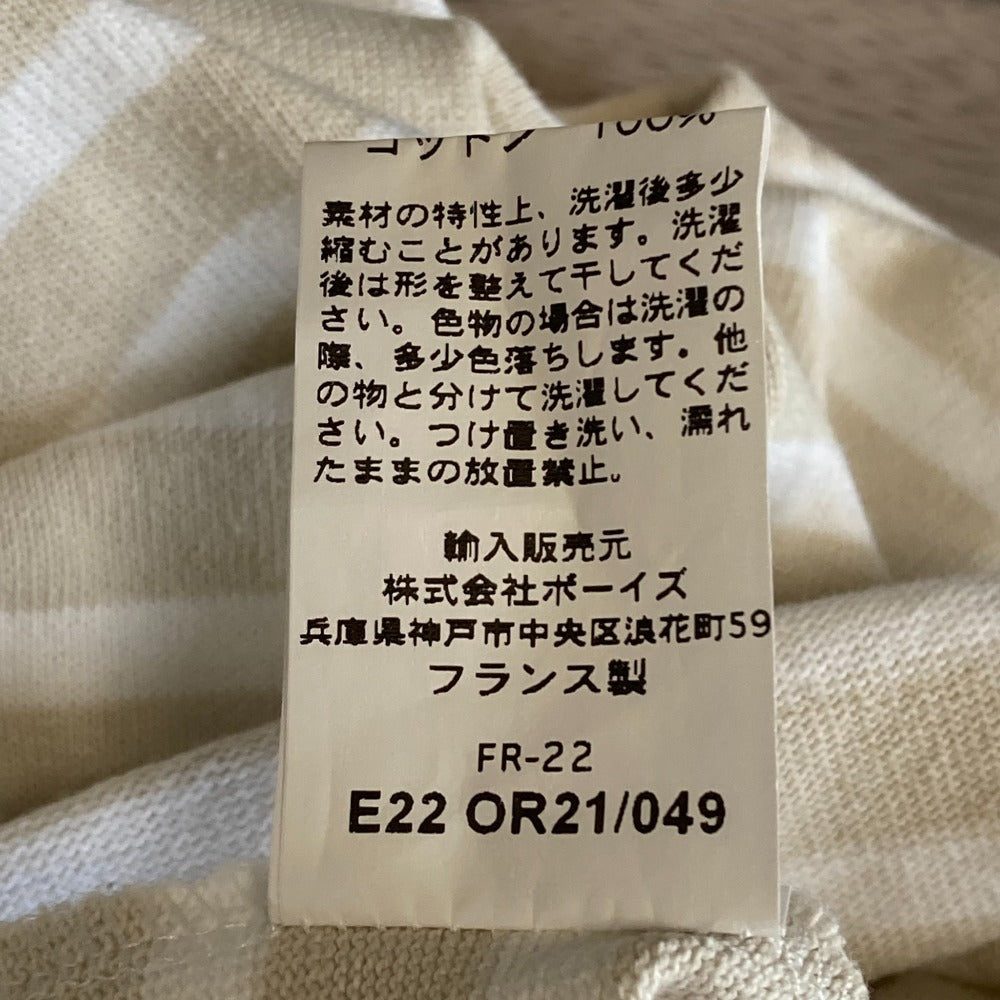 コットン 100%
素材の特性上、洗濯後多少
縮むことがあります。洗濯
後は形を整えて干してくだ
さい。色物の場合は洗濯の
際、多少色落ちします。他
の物と分けて洗濯してくだ
さい。つけ置き洗い、濡れ
たままの放置禁止。
輸入販売元
株式会社ボーイズ
兵庫県神戸市中央区浪花町59
フランス製
FR-22
E22 OR21/049